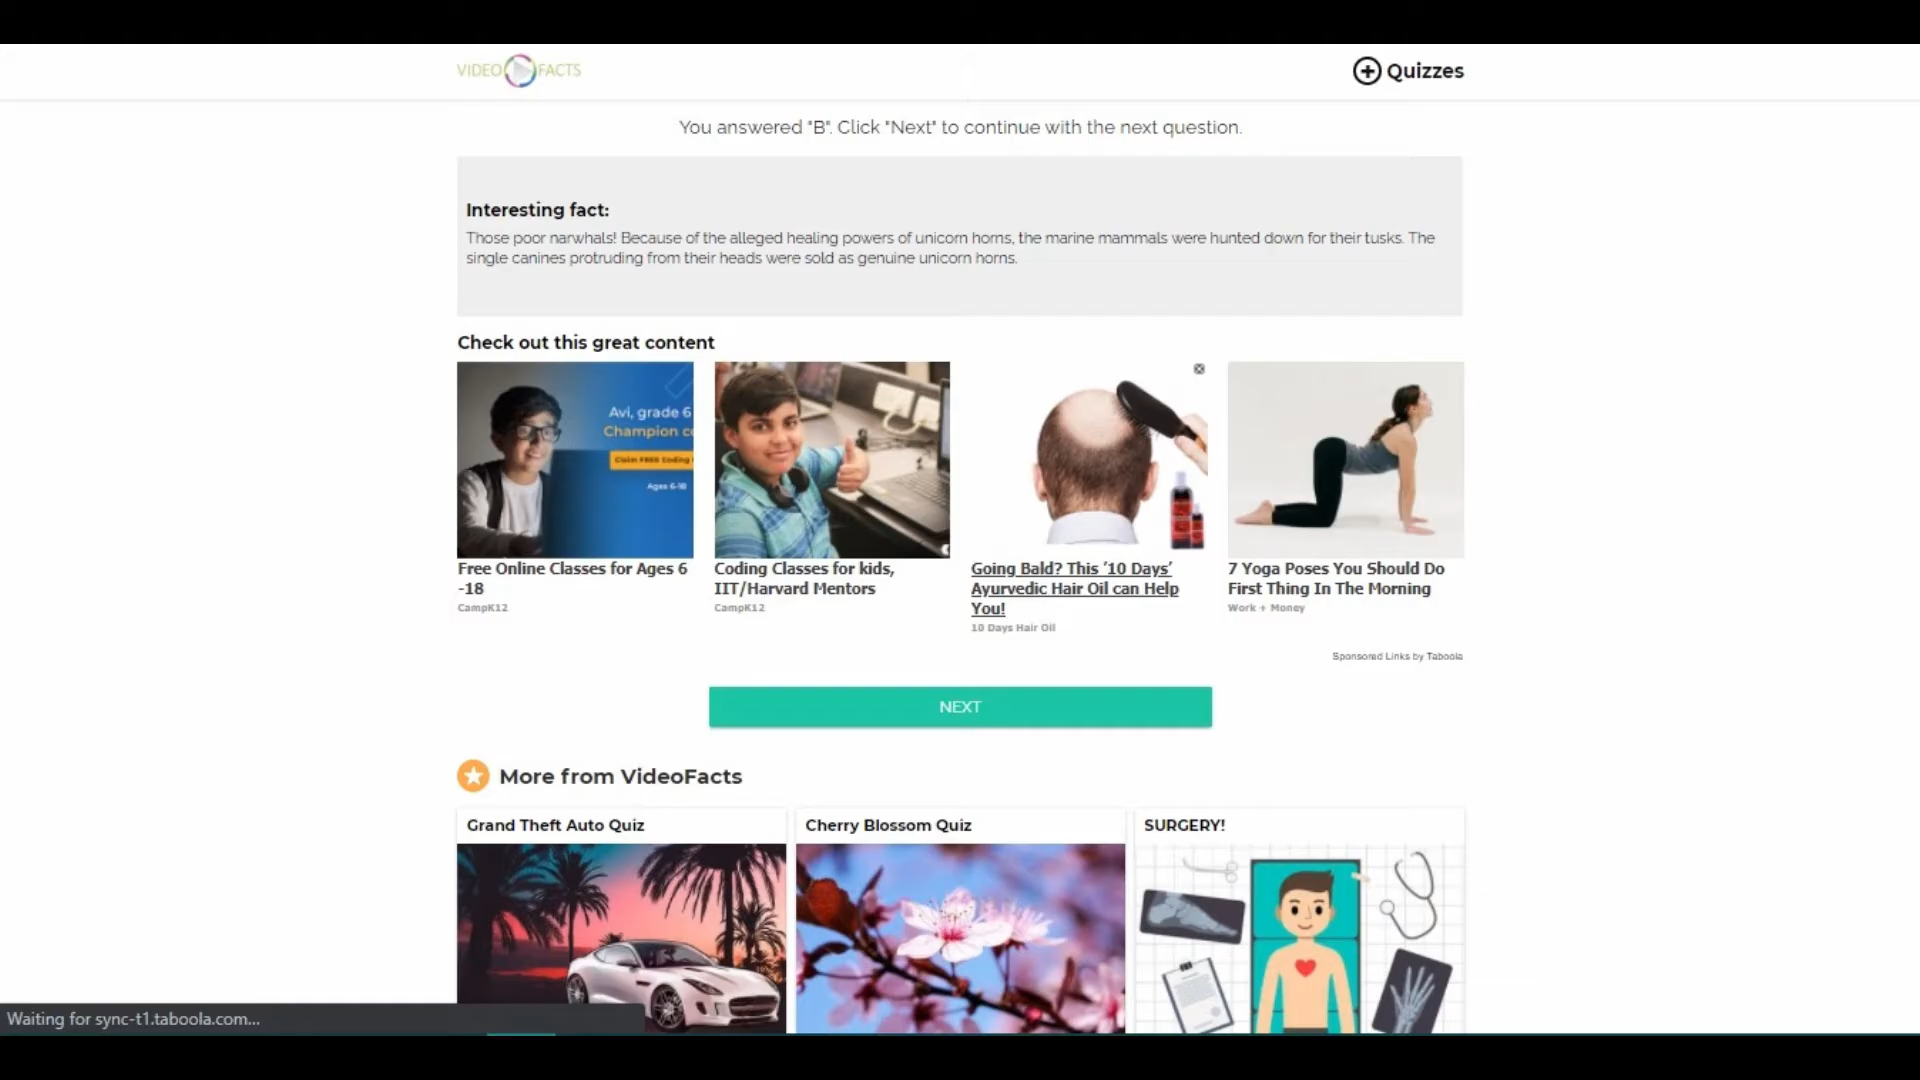 VIDEO FACTS
Quizzes
You answered "B". Click "Next" to continue with the next question.
Interesting fact:
Those poor narwhals! Because of the alleged healing powers of unicorn horns, the marine mammals were hunted down for their tusks. The
single canines protruding from their heads were sold as genuine unicorn horns.
Check out this great content
Avi, grade 6
Champion co
Claim FREE Coding
Ages 6-18
Free Online Classes for Ages 6
-18
CampK12
Coding Classes for kids,
IIT/Harvard Mentors
CampK12
Going Bald? This '10 Days'
Ayurvedic Hair Oil can Help
You!
10 Days Hair Oil
7 Yoga Poses You Should Do
First Thing In The Morning
Work + Money
Sponsored Links by Taboola
NEXT
More from VideoFacts
Grand Theft Auto Quiz
Cherry Blossom Quiz
SURGERY!
Waiting for sync-t1.taboola.com...